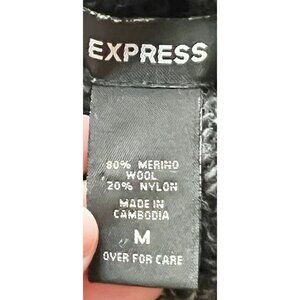 EXPRESS
80% MERINO
WOOL
20% NYLON
MADE IN
CAMBODIA
M
OVER FOR CARE